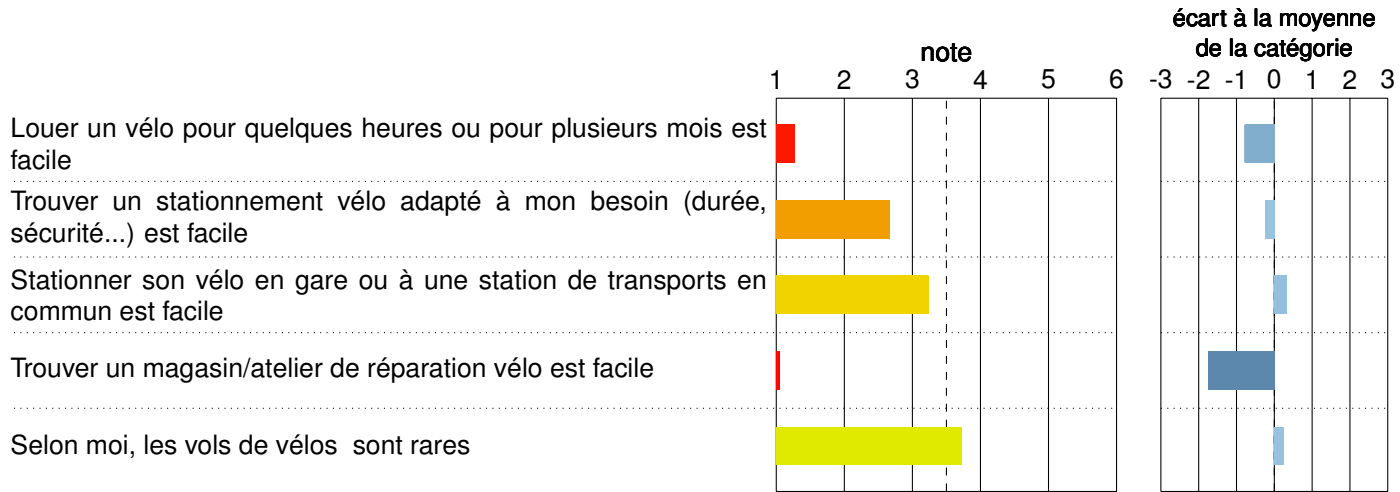 écart à la moyenne
note de la catégorie
1 2 3 4 5 6 -3 -2 -1 0 1 2 3
Louer un vélo pour quelques heures ou pour plusieurs mois est
facile
Trouver un stationnement vélo adapté à mon besoin (durée,
sécurité...) est facile
Stationner son vélo en gare ou à une station de transports en
commun est facile
Trouver un magasin/atelier de réparation vélo est facile
Selon moi, les vols de vélos sont rares